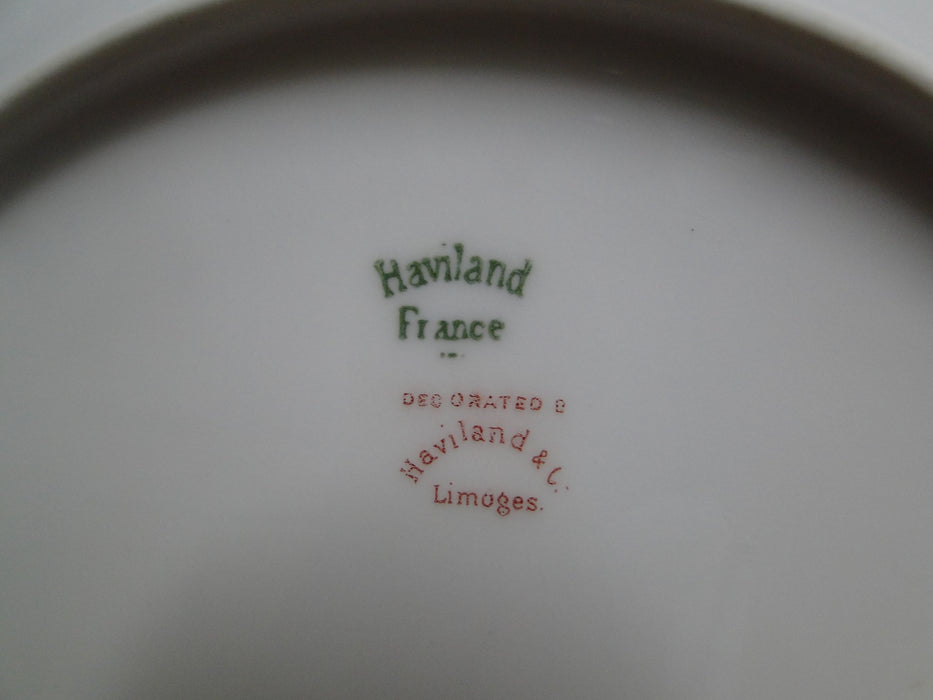 Haviland
France
DECORATED B
Haviland & C.
Limoges.